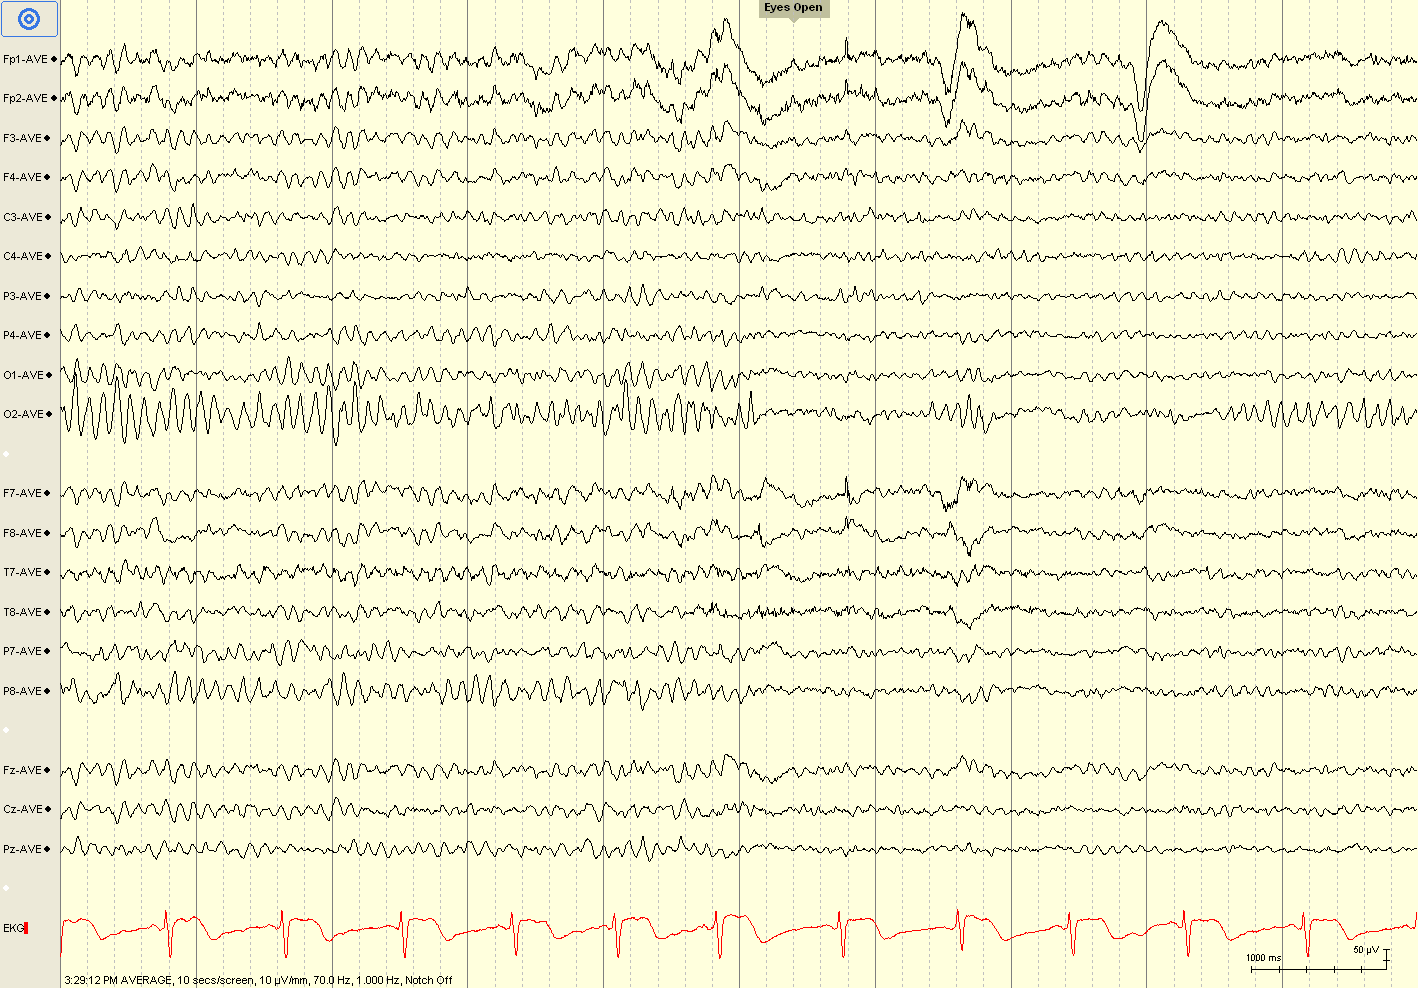 Eyes Open
Fp1-AVE
Fp2-AVE
F3-AVE
F4-AVE
C3-AVE
C4-AVE
P3-AVE
P4-AVE
O1-AVE
O2-AVE
F7-AVE
F8-AVE
T7-AVE
T8-AVE
P7-AVE
P8-AVE
Fz-AVE
Cz-AVE
Pz-AVE
EKG
1000 ms
50 µV
3:29:12 PM AVERAGE, 10 secs/screen, 10 µV/mm, 70.0 Hz, 1.000 Hz, Notch Off